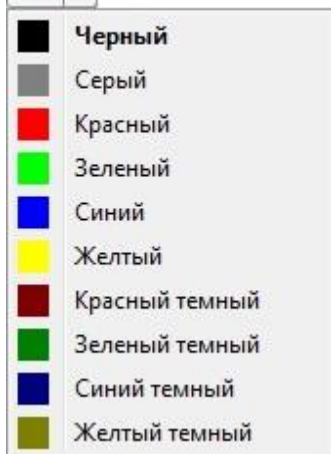 Черный
Серый
Красный
Зеленый
Синий
Желтый
Красный темный
Зеленый темный
Синий темный
Желтый темный